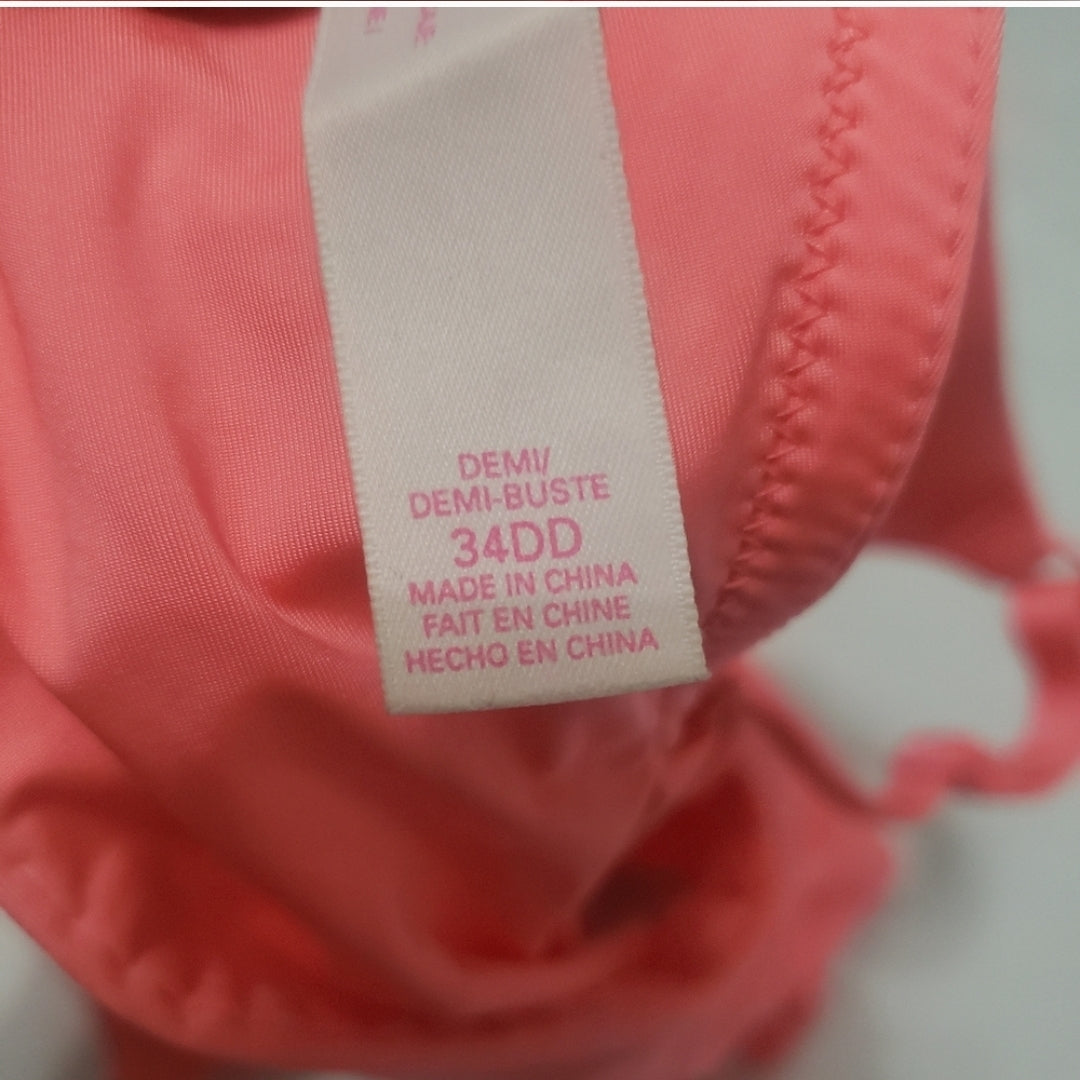 DEMI/
DEMI-BUSTE
34DD
MADE IN CHINA
FAIT EN CHINE
HECHO EN CHINA